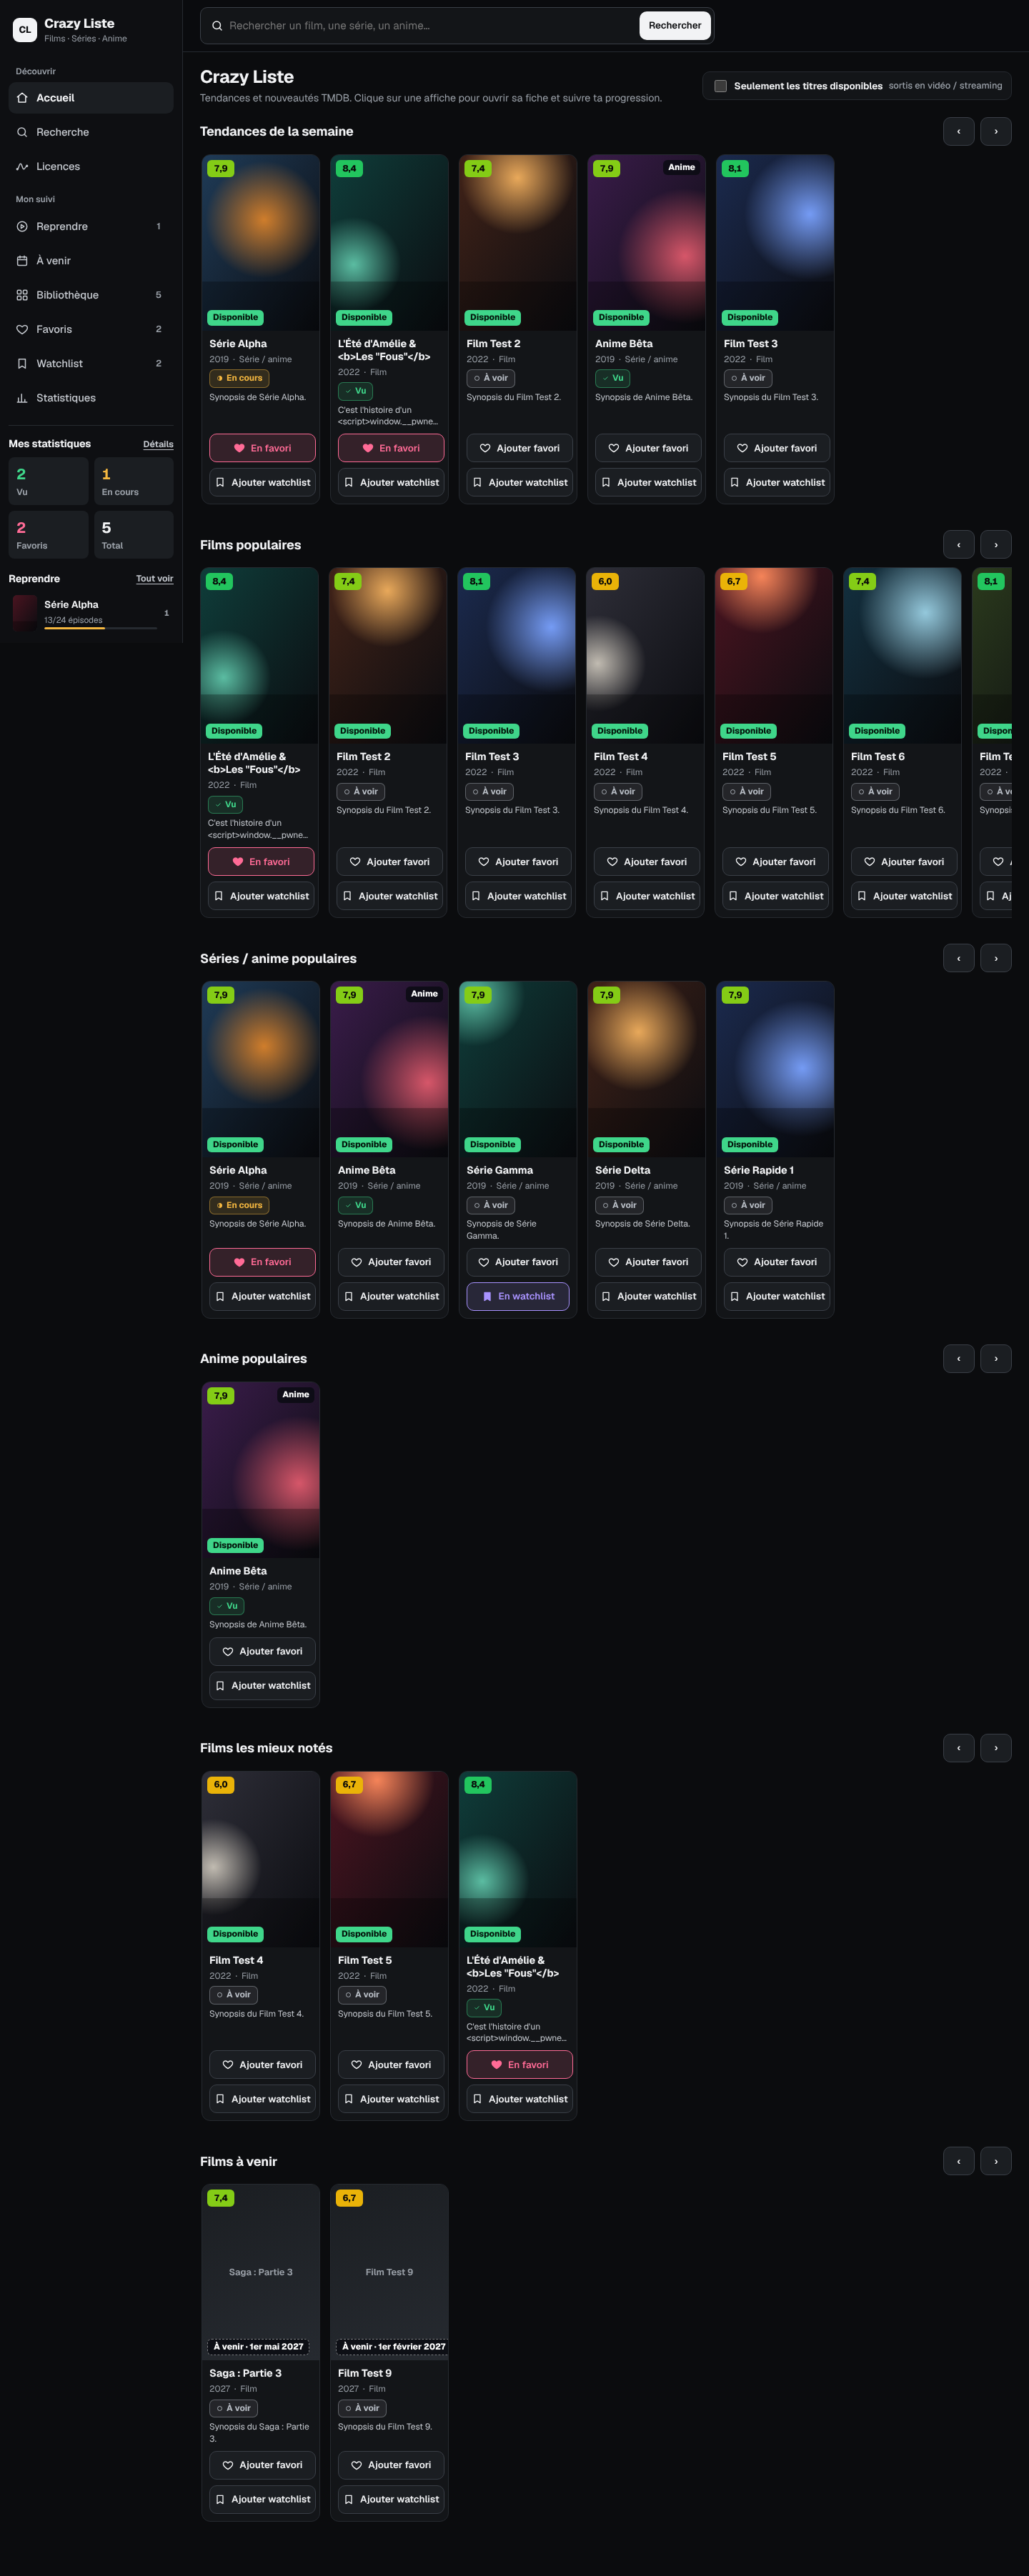 CL
Crazy Liste
Films · Séries · Anime
Découvrir
Accueil
Recherche
Licences
Mon suivi
Reprendre 1
À venir
Bibliothèque 5
Favoris 2
Watchlist 2
Statistiques
Mes statistiques Détails
2 1
Vu En cours
2 5
Favoris Total
Reprendre Tout voir
Série Alpha 1
13/24 épisodes
Rechercher un film, une série, un anime... Rechercher
Crazy Liste
Tendances et nouveautés TMDB. Clique sur une affiche pour ouvrir sa fiche et suivre ta progression.
Seulement les titres disponibles sortis en vidéo / streaming
Tendances de la semaine ‹ ›
7,9
Disponible
Série Alpha
2019 · Série / anime
En cours
Synopsis de Série Alpha.
En favori
Ajouter watchlist
8,4
Disponible
L'Été d'Amélie &
<b>Les "Fous"</b>
2022 · Film
Vu
C'est l'histoire d'un
<script>window.__pwne...
En favori
Ajouter watchlist
7,4
Disponible
Film Test 2
2022 · Film
À voir
Synopsis du Film Test 2.
Ajouter favori
Ajouter watchlist
7,9 Anime
Disponible
Anime Bêta
2019 · Série / anime
Vu
Synopsis de Anime Bêta.
Ajouter favori
Ajouter watchlist
8,1
Disponible
Film Test 3
2022 · Film
À voir
Synopsis du Film Test 3.
Ajouter favori
Ajouter watchlist
Films populaires ‹ ›
8,4
Disponible
L'Été d'Amélie &
<b>Les "Fous"</b>
2022 · Film
Vu
C'est l'histoire d'un
<script>window.__pwne...
En favori
Ajouter watchlist
7,4
Disponible
Film Test 2
2022 · Film
À voir
Synopsis du Film Test 2.
Ajouter favori
Ajouter watchlist
8,1
Disponible
Film Test 3
2022 · Film
À voir
Synopsis du Film Test 3.
Ajouter favori
Ajouter watchlist
6,0
Disponible
Film Test 4
2022 · Film
À voir
Synopsis du Film Test 4.
Ajouter favori
Ajouter watchlist
6,7
Disponible
Film Test 5
2022 · Film
À voir
Synopsis du Film Test 5.
Ajouter favori
Ajouter watchlist
7,4
Disponible
Film Test 6
2022 · Film
À voir
Synopsis du Film Test 6.
Ajouter favori
Ajouter watchlist
8,1
Film
2022 ·
Séries / anime populaires ‹ ›
7,9
Disponible
Série Alpha
2019 · Série / anime
En cours
Synopsis de Série Alpha.
En favori
Ajouter watchlist
7,9 Anime
Disponible
Anime Bêta
2019 · Série / anime
Vu
Synopsis de Anime Bêta.
Ajouter favori
Ajouter watchlist
7,9
Disponible
Série Gamma
2019 · Série / anime
À voir
Synopsis de Série
Gamma.
Ajouter favori
En watchlist
7,9
Disponible
Série Delta
2019 · Série / anime
À voir
Synopsis de Série Delta.
Ajouter favori
Ajouter watchlist
7,9
Disponible
Série Rapide 1
2019 · Série / anime
À voir
Synopsis de Série Rapide
1.
Ajouter favori
Ajouter watchlist
Anime populaires ‹ ›
7,9 Anime
Disponible
Anime Bêta
2019 · Série / anime
Vu
Synopsis de Anime Bêta.
Ajouter favori
Ajouter watchlist
Films les mieux notés ‹ ›
6,0
Disponible
Film Test 4
2022 · Film
À voir
Synopsis du Film Test 4.
Ajouter favori
Ajouter watchlist
6,7
Disponible
Film Test 5
2022 · Film
À voir
Synopsis du Film Test 5.
Ajouter favori
Ajouter watchlist
8,4
Disponible
L'Été d'Amélie &
<b>Les "Fous"</b>
2022 · Film
Vu
C'est l'histoire d'un
<script>window.__pwne...
En favori
Ajouter watchlist
Films à venir ‹ ›
7,4
Saga : Partie 3
À venir · 1er mai 2027
Saga : Partie 3
2027 · Film
À voir
Synopsis du Saga : Partie
3.
Ajouter favori
Ajouter watchlist
6,7
Film Test 9
À venir · 1er février 2027
Film Test 9
2027 · Film
À voir
Synopsis du Film Test 9.
Ajouter favori
Ajouter watchlist